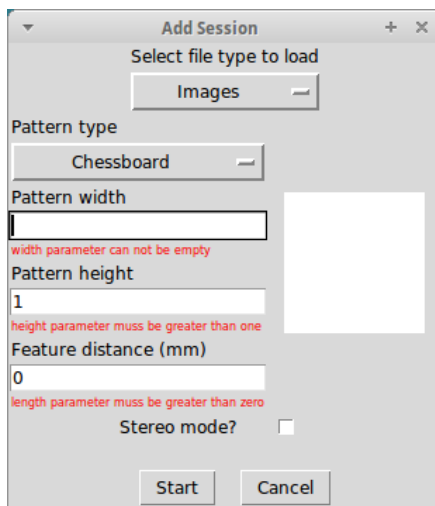 Add Session
Select file type to load
Images
Pattern type
Chessboard
Pattern width
width parameter can not be empty
Pattern height
1
height parameter muss be greater than one
Feature distance (mm)
0
length parameter muss be greater than zero
Stereo mode?
Start Cancel